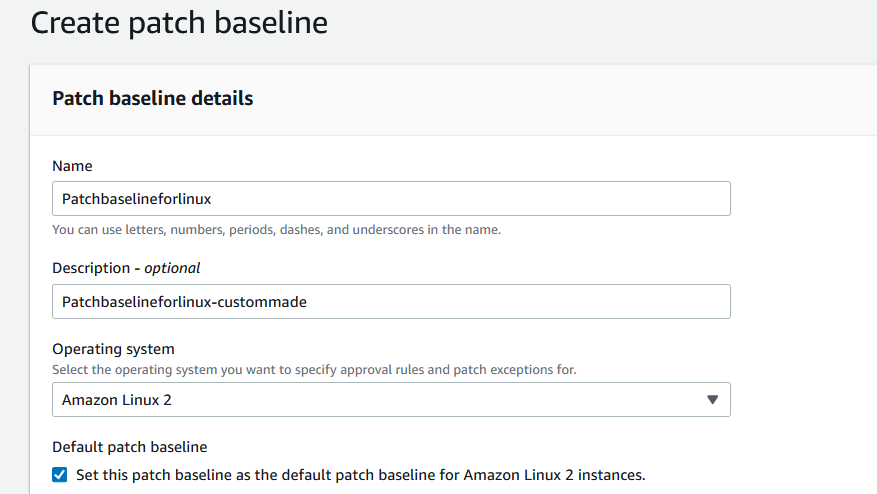 Create patch baseline
Patch baseline details
Name
Patchbaselineforlinux
You can use letters, numbers, periods, dashes, and underscores in the name.
Description - optional
Patchbaselineforlinux-custommade
Operating system
Select the operating system you want to specify approval rules and patch exceptions for.
Amazon Linux 2
Default patch baseline
Set this patch baseline as the default patch baseline for Amazon Linux 2 instances.